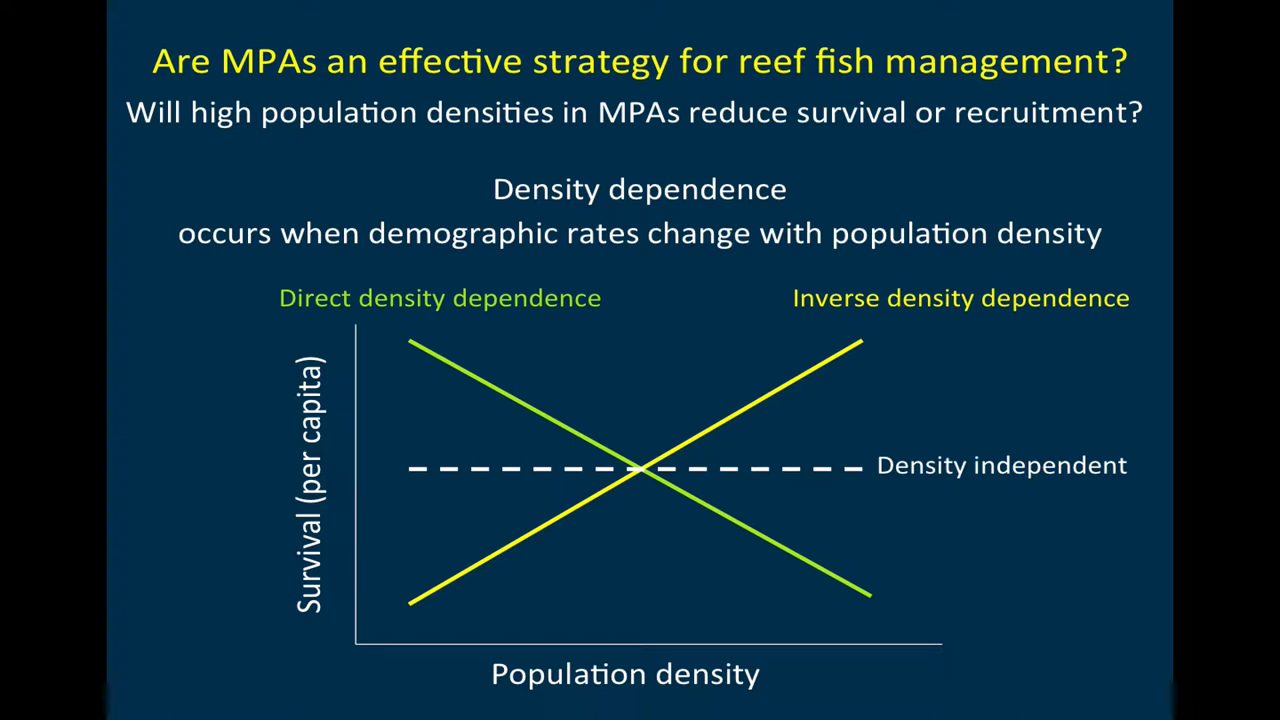 Are MPAs an effective strategy for reef fish management?
Will high population densities in MPAs reduce survival or recruitment?
Density dependence
occurs when demographic rates change with population density
Direct density dependence
Inverse density dependence
Survival (per capita)
Density independent
Population density